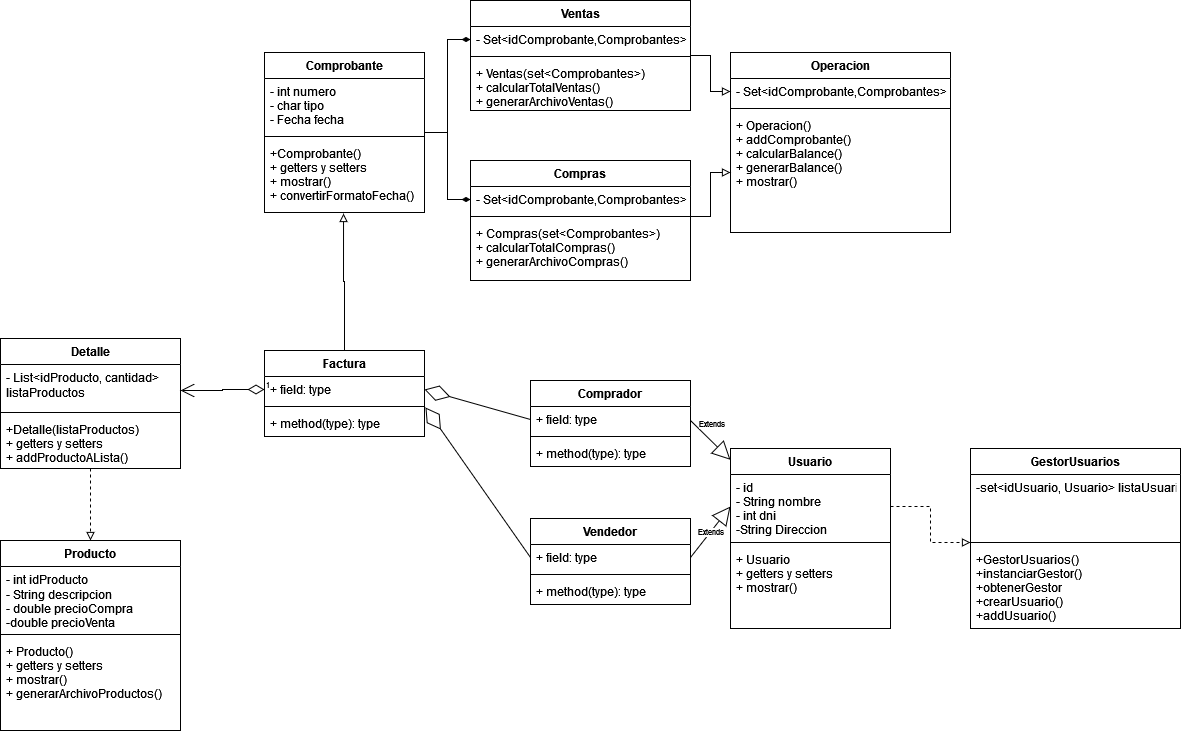 Ventas
- Set<idComprobante,Comprobantes>
+ Ventas(set<Comprobantes>)
+ calcularTotalVentas()
+ generarArchivoVentas()
Comprobante
- int numero
- char tipo
- Fecha fecha
+Comprobante()
+ getters y setters
+ mostrar()
+ convertirFormatoFecha()
Operacion
- Set<idComprobante,Comprobantes>
+ Operacion()
+ addComprobante()
+ calcularBalance()
+ generarBalance()
+ mostrar()
Compras
- Set<idComprobante,Comprobantes>
+ Compras(set<Comprobantes>)
+ calcularTotalCompras()
+ generarArchivoCompras()
Detalle
- List<idProducto, cantidad>
listaProductos
+Detalle(listaProductos)
+ getters y setters
+ addProductoALista()
Factura
1
+ field: type
+ method(type): type
Comprador
+ field: type
+ method(type): type
Extends
Usuario
- id
- String nombre
- int dni
-String Direccion
+ Usuario
+ getters y setters
+ mostrar()
GestorUsuarios
-set<idUsuario, Usuario> listaUsuari
+GestorUsuarios()
+instanciarGestor()
+obtenerGestor
+crearUsuario()
+addUsuario()
Vendedor
+ field: type
+ method(type): type
Extends
Producto
- int idProducto
- String descripcion
- double precioCompra
-double precioVenta
+ Producto()
+ getters y setters
+ mostrar()
+ generarArchivoProductos()